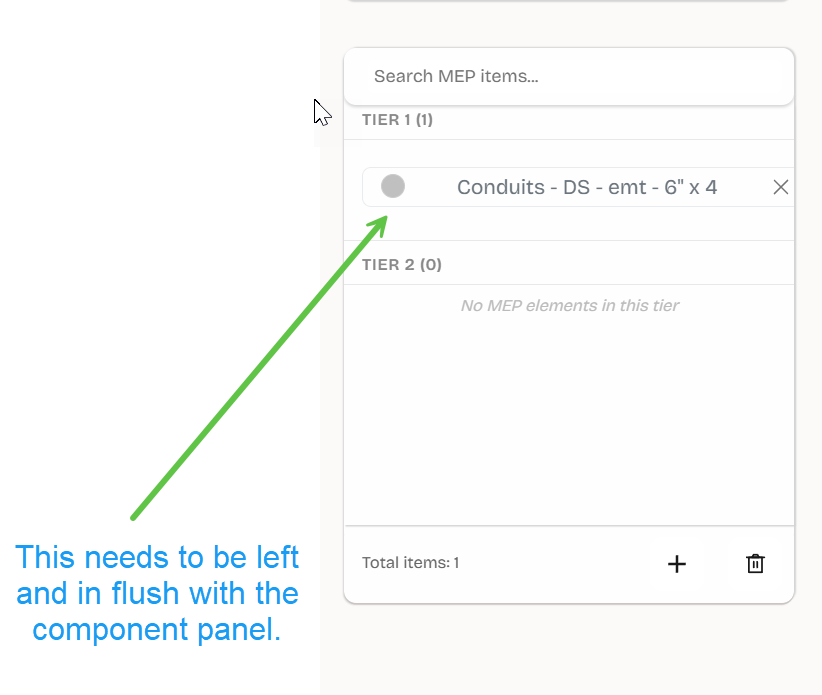 Search MEP items...
TIER 1 (1)
Conduits - DS - emt - 6" x 4
TIER 2 (0)
No MEP elements in this tier
This needs to be left
and in flush with the
component panel.
Total items: 1